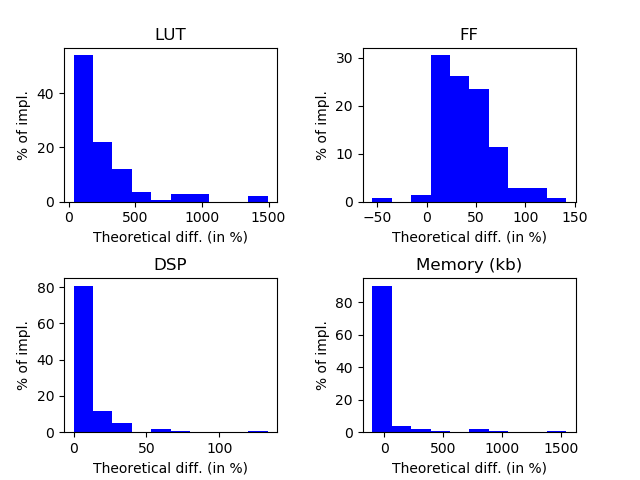 LUT
FF
% of impl.
40
20
0
0
500
1000
1500
Theoretical diff. (in %)
% of impl.
30
20
10
0
−50
0
50
100
150
Theoretical diff. (in %)
DSP
Memory (kb)
% of impl.
80
60
40
20
0
0
50
100
Theoretical diff. (in %)
% of impl.
80
60
40
20
0
0
500
1000
1500
Theoretical diff. (in %)